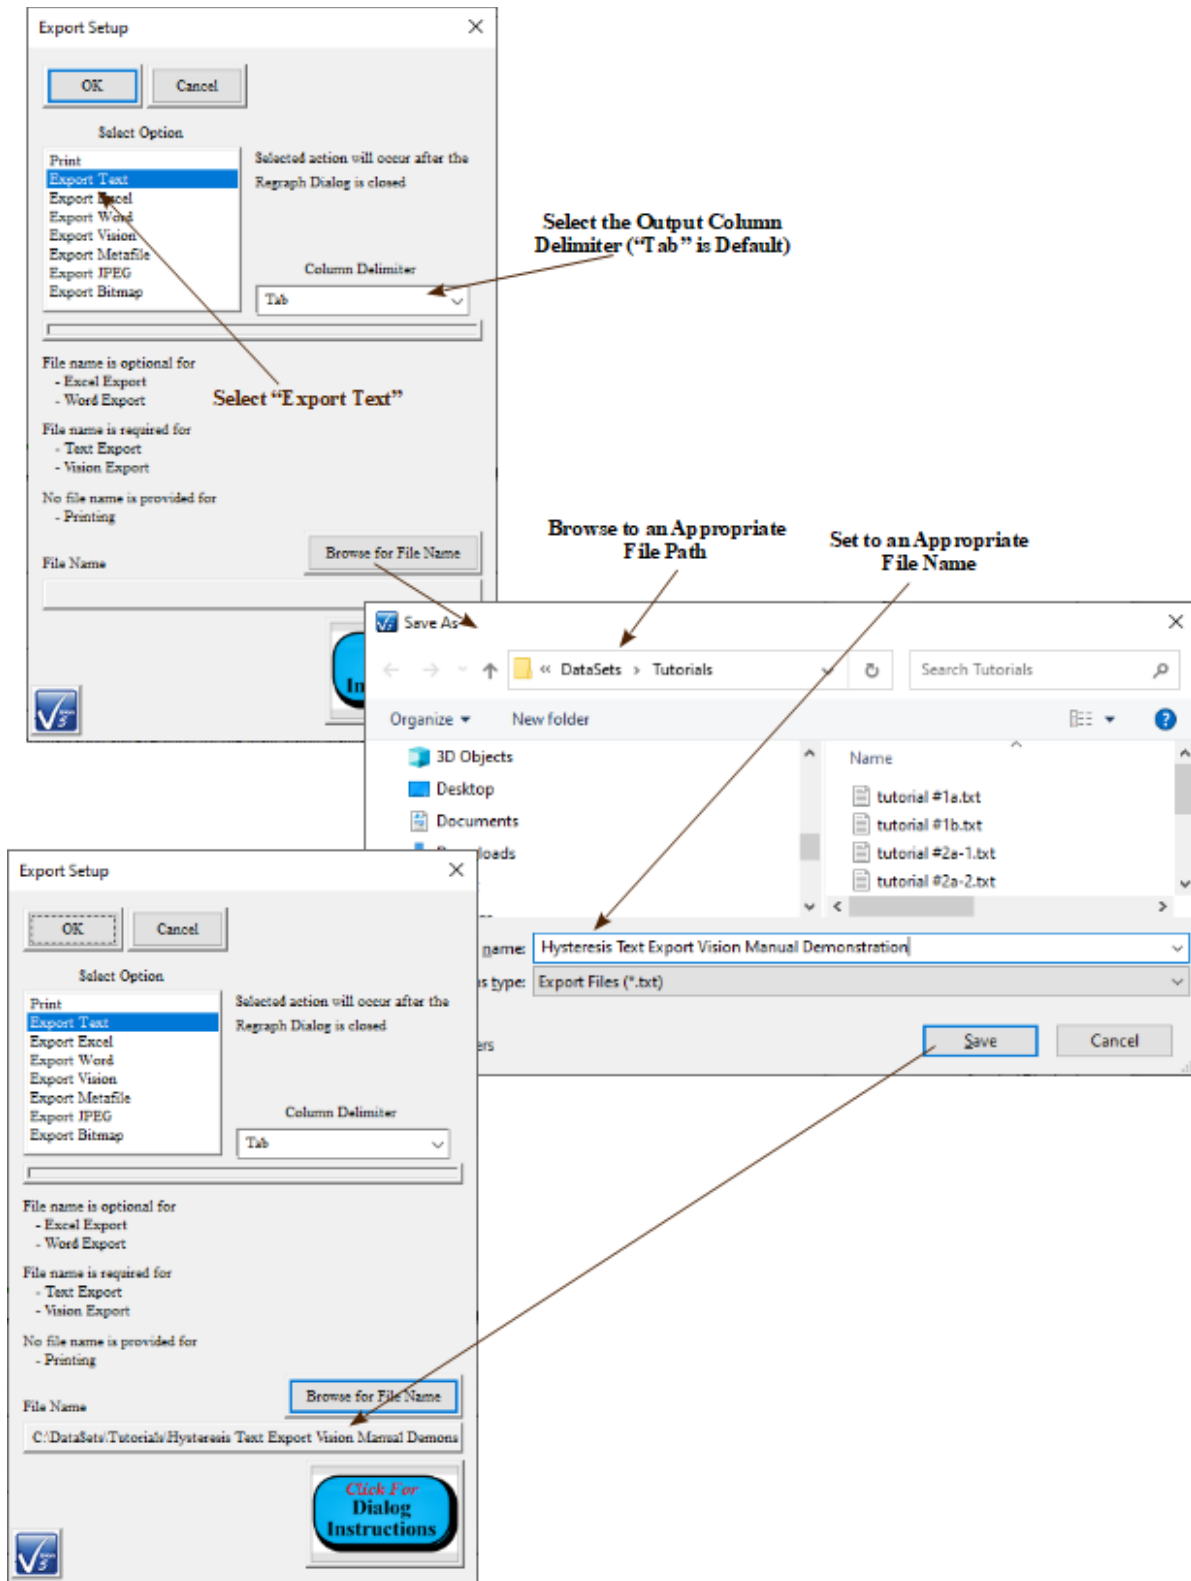 Export Setup
OK
Cancel
Select Option
Print
Export Text
Export Excel
Export Word
Export Vision
Export Metafile
Export JPEG
Export Bitmap
Selected action will occur after the
Regraph Dialog is closed
Column Delimiter
Tab
Select the Output Column
Delimiter (“Tab” is Default)
Select “Export Text”
File name is optional for
- Excel Export
- Word Export
File name is required for
- Text Export
- Vision Export
No file name is provided for
- Printing
File Name
Browse for File Name
Browse to an Appropriate
File Path
Set to an Appropriate
File Name
Save As
« DataSets › Tutorials
Search Tutorials
Organize
New folder
3D Objects
Desktop
Documents
Name
tutorial #1a.txt
tutorial #1b.txt
tutorial #2a-1.txt
tutorial #2a-2.txt
name: Hysteresis Text Export Vision Manual Demonstration
type: Export Files (*.txt)
Save
Cancel
Export Setup
OK
Cancel
Select Option
Print
Export Text
Export Excel
Export Word
Export Vision
Export Metafile
Export JPEG
Export Bitmap
Selected action will occur after the
Regraph Dialog is closed
Column Delimiter
Tab
File name is optional for
- Excel Export
- Word Export
File name is required for
- Text Export
- Vision Export
No file name is provided for
- Printing
File Name
Browse for File Name
C:\DataSets\Tutorials\Hysteresis Text Export Vision Manual Demons
Click For
Dialog
Instructions